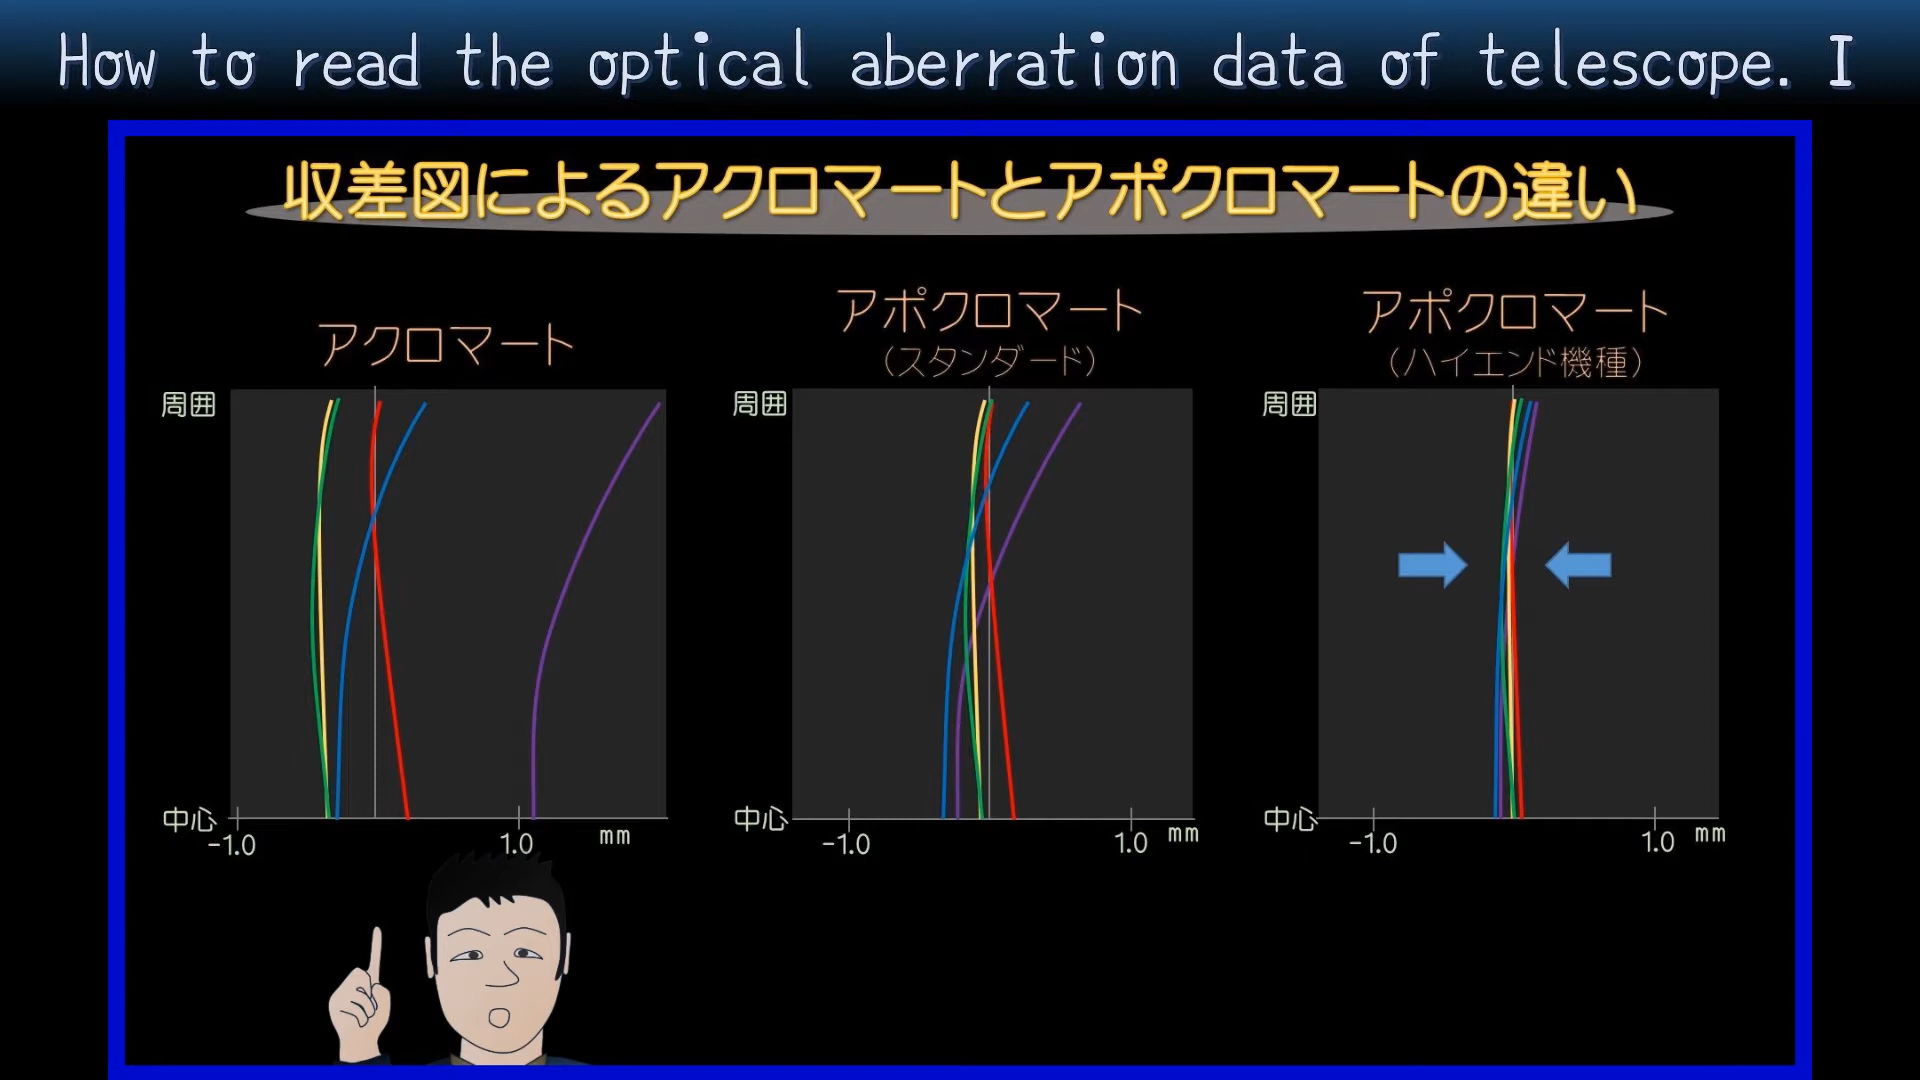 How to read the optical aberration data of telescope. I
収差図によるアクロマートとアポクロマートの違い
アクロマート
周囲
中心
-1.0
1.0
mm
アポクロマート
(スタンダード)
周囲
中心
-1.0
1.0
mm
アポクロマート
(ハイエンド機種)
周囲
中心
-1.0
1.0
mm